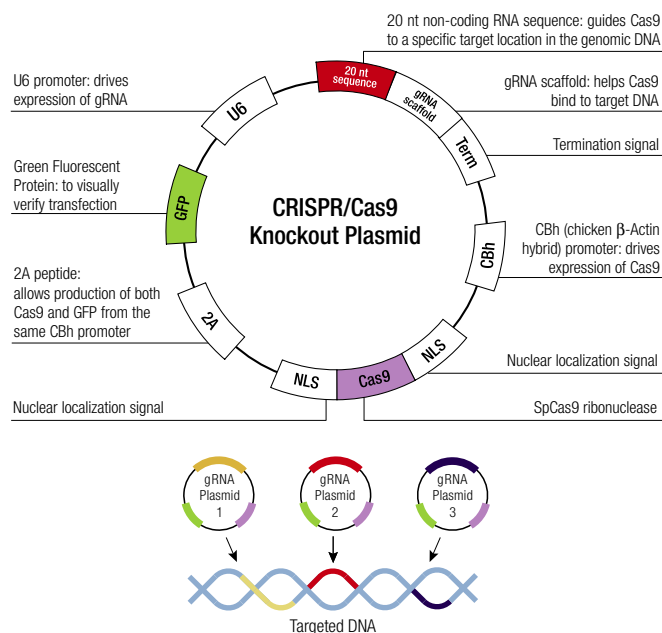 20 nt non-coding RNA sequence: guides Cas9
to a specific target location in the genomic DNA
U6 promoter: drives
expression of gRNA
gRNA scaffold: helps Cas9
bind to target DNA
Termination signal
Green Fluorescent
Protein: to visually
verify transfection
CBh (chicken β-Actin
hybrid) promoter: drives
expression of Cas9
2A peptide:
allows production of both
Cas9 and GFP from the
same CBh promoter
Nuclear localization signal
Nuclear localization signal
SpCas9 ribonuclease
CRISPR/Cas9
Knockout Plasmid
20 nt
sequence
gRNA
scaffold
Term
CBh
NLS
Cas9
NLS
2A
GFP
U6
gRNA
Plasmid
1
gRNA
Plasmid
2
gRNA
Plasmid
3
Targeted DNA